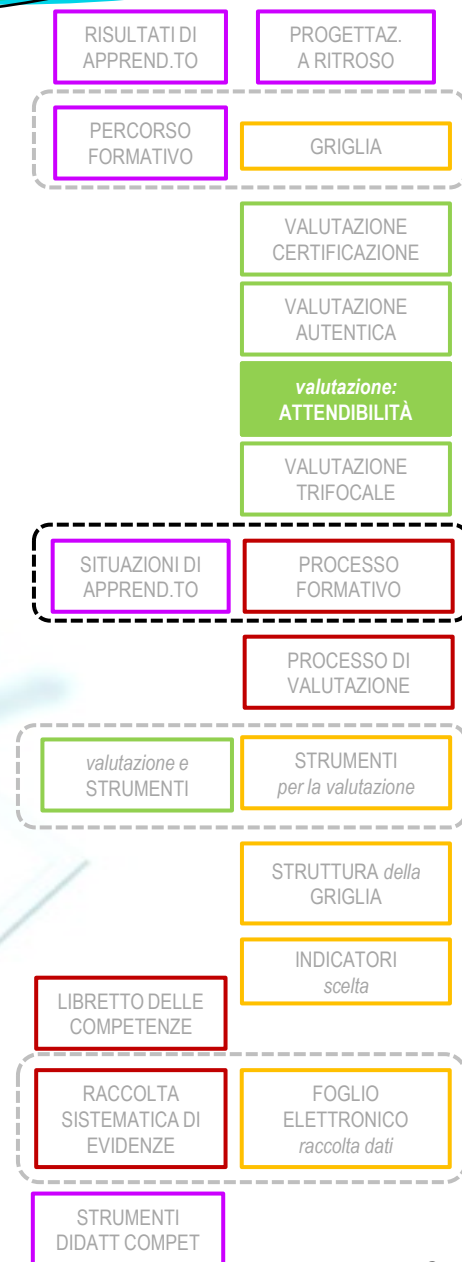 RISULTATI DI
APPREND.TO
PROGETTAZ.
A RITROSO
PERCORSO
FORMATIVO
GRIGLIA
VALUTAZIONE
CERTIFICAZIONE
VALUTAZIONE
AUTENTICA
valutazione:
ATTENDIBILITÀ
VALUTAZIONE
TRIFOCALE
SITUAZIONI DI
APPREND.TO
PROCESSO
FORMATIVO
PROCESSO DI
VALUTAZIONE
valutazione e
STRUMENTI
STRUMENTI
per la valutazione
STRUTTURA della
GRIGLIA
INDICATORI
scelta
LIBRETTO DELLE
COMPETENZE
RACCOLTA
SISTEMATICA DI
EVIDENZE
FOGLIO
ELETTRONICO
raccolta dati
STRUMENTI
DIDATT COMPET